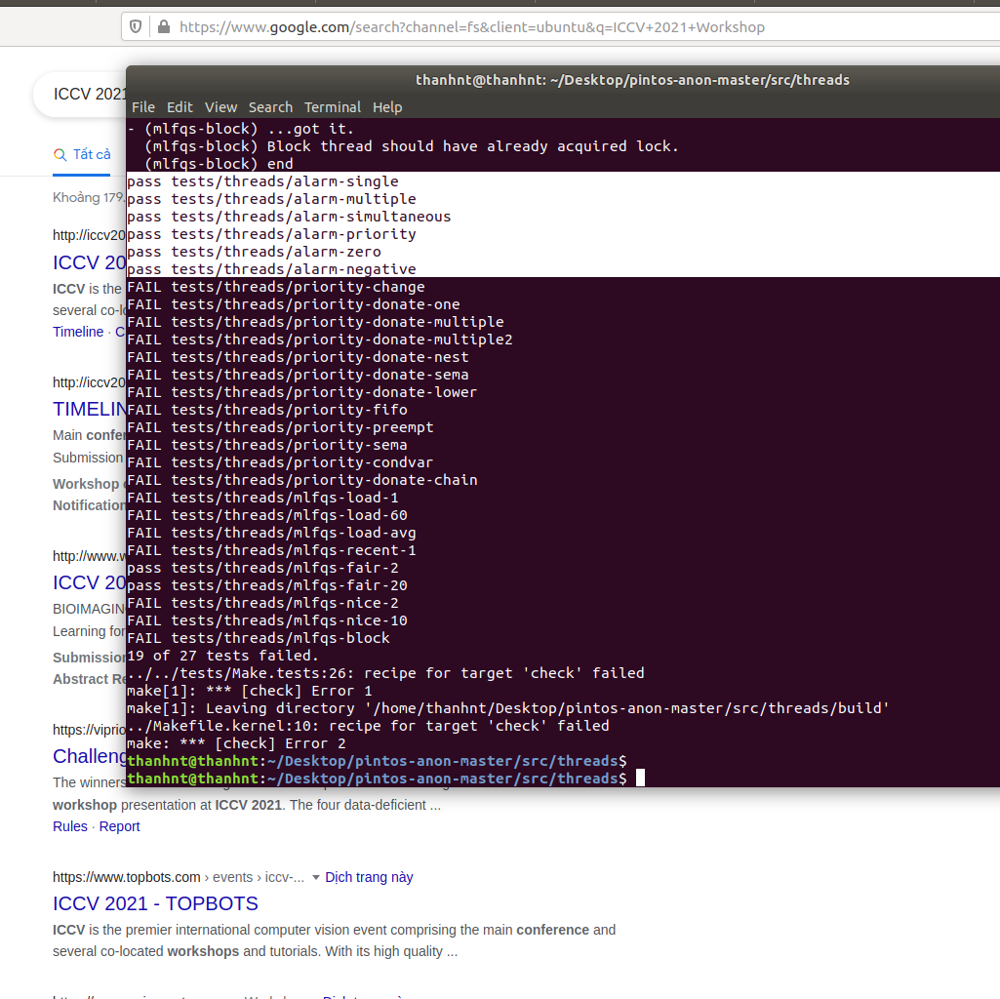 https://www.google.com/search?channel=fs&client=ubuntu&q=ICCV+2021+Workshop
ICCV 2021
thanhnt@thanhnt: ~/Desktop/pintos-anon-master/src/threads
File Edit View Search Terminal Help
- (mlfqs-block) ...got it.
(mlfqs-block) Block thread should have already acquired lock.
(mlfqs-block) end
pass tests/threads/alarm-single
pass tests/threads/alarm-multiple
pass tests/threads/alarm-simultaneous
pass tests/threads/alarm-priority
pass tests/threads/alarm-zero
pass tests/threads/alarm-negative
FAIL tests/threads/priority-change
FAIL tests/threads/priority-donate-one
FAIL tests/threads/priority-donate-multiple
FAIL tests/threads/priority-donate-multiple2
FAIL tests/threads/priority-donate-nest
FAIL tests/threads/priority-donate-sema
FAIL tests/threads/priority-donate-lower
FAIL tests/threads/priority-fifo
FAIL tests/threads/priority-preempt
FAIL tests/threads/priority-sema
FAIL tests/threads/priority-condvar
FAIL tests/threads/priority-donate-chain
FAIL tests/threads/mlfqs-load-1
FAIL tests/threads/mlfqs-load-60
FAIL tests/threads/mlfqs-load-avg
FAIL tests/threads/mlfqs-recent-1
pass tests/threads/mlfqs-fair-2
pass tests/threads/mlfqs-fair-20
FAIL tests/threads/mlfqs-nice-2
FAIL tests/threads/mlfqs-nice-10
FAIL tests/threads/mlfqs-block
19 of 27 tests failed.
../../tests/Make.tests:26: recipe for target 'check' failed
make[1]: *** [check] Error 1
make[1]: Leaving directory '/home/thanhnt/Desktop/pintos-anon-master/src/threads/build'
../Makefile.kernel:10: recipe for target 'check' failed
make: *** [check] Error 2
thanhnt@thanhnt:~/Desktop/pintos-anon-master/src/threads$
thanhnt@thanhnt:~/Desktop/pintos-anon-master/src/threads$
Tất cả
Khoảng 179.
http://iccv20
ICCV 20
ICCV is the
several co-lo
Timeline · C
http://iccv20
TIMELIN
Main confer
Submission
Workshop
Notification
http://www.w
ICCV 20
BIOIMAGIN
Learning for
Submission
Abstract Re
https://viprio
Challeng
The winners
workshop presentation at ICCV 2021. The four data-deficient ...
Rules · Report
https://www.topbots.com › events › iccv-... Dịch trang này
ICCV 2021 - TOPBOTS
ICCV is the premier international computer vision event comprising the main conference and
several co-located workshops and tutorials. With its high quality ...